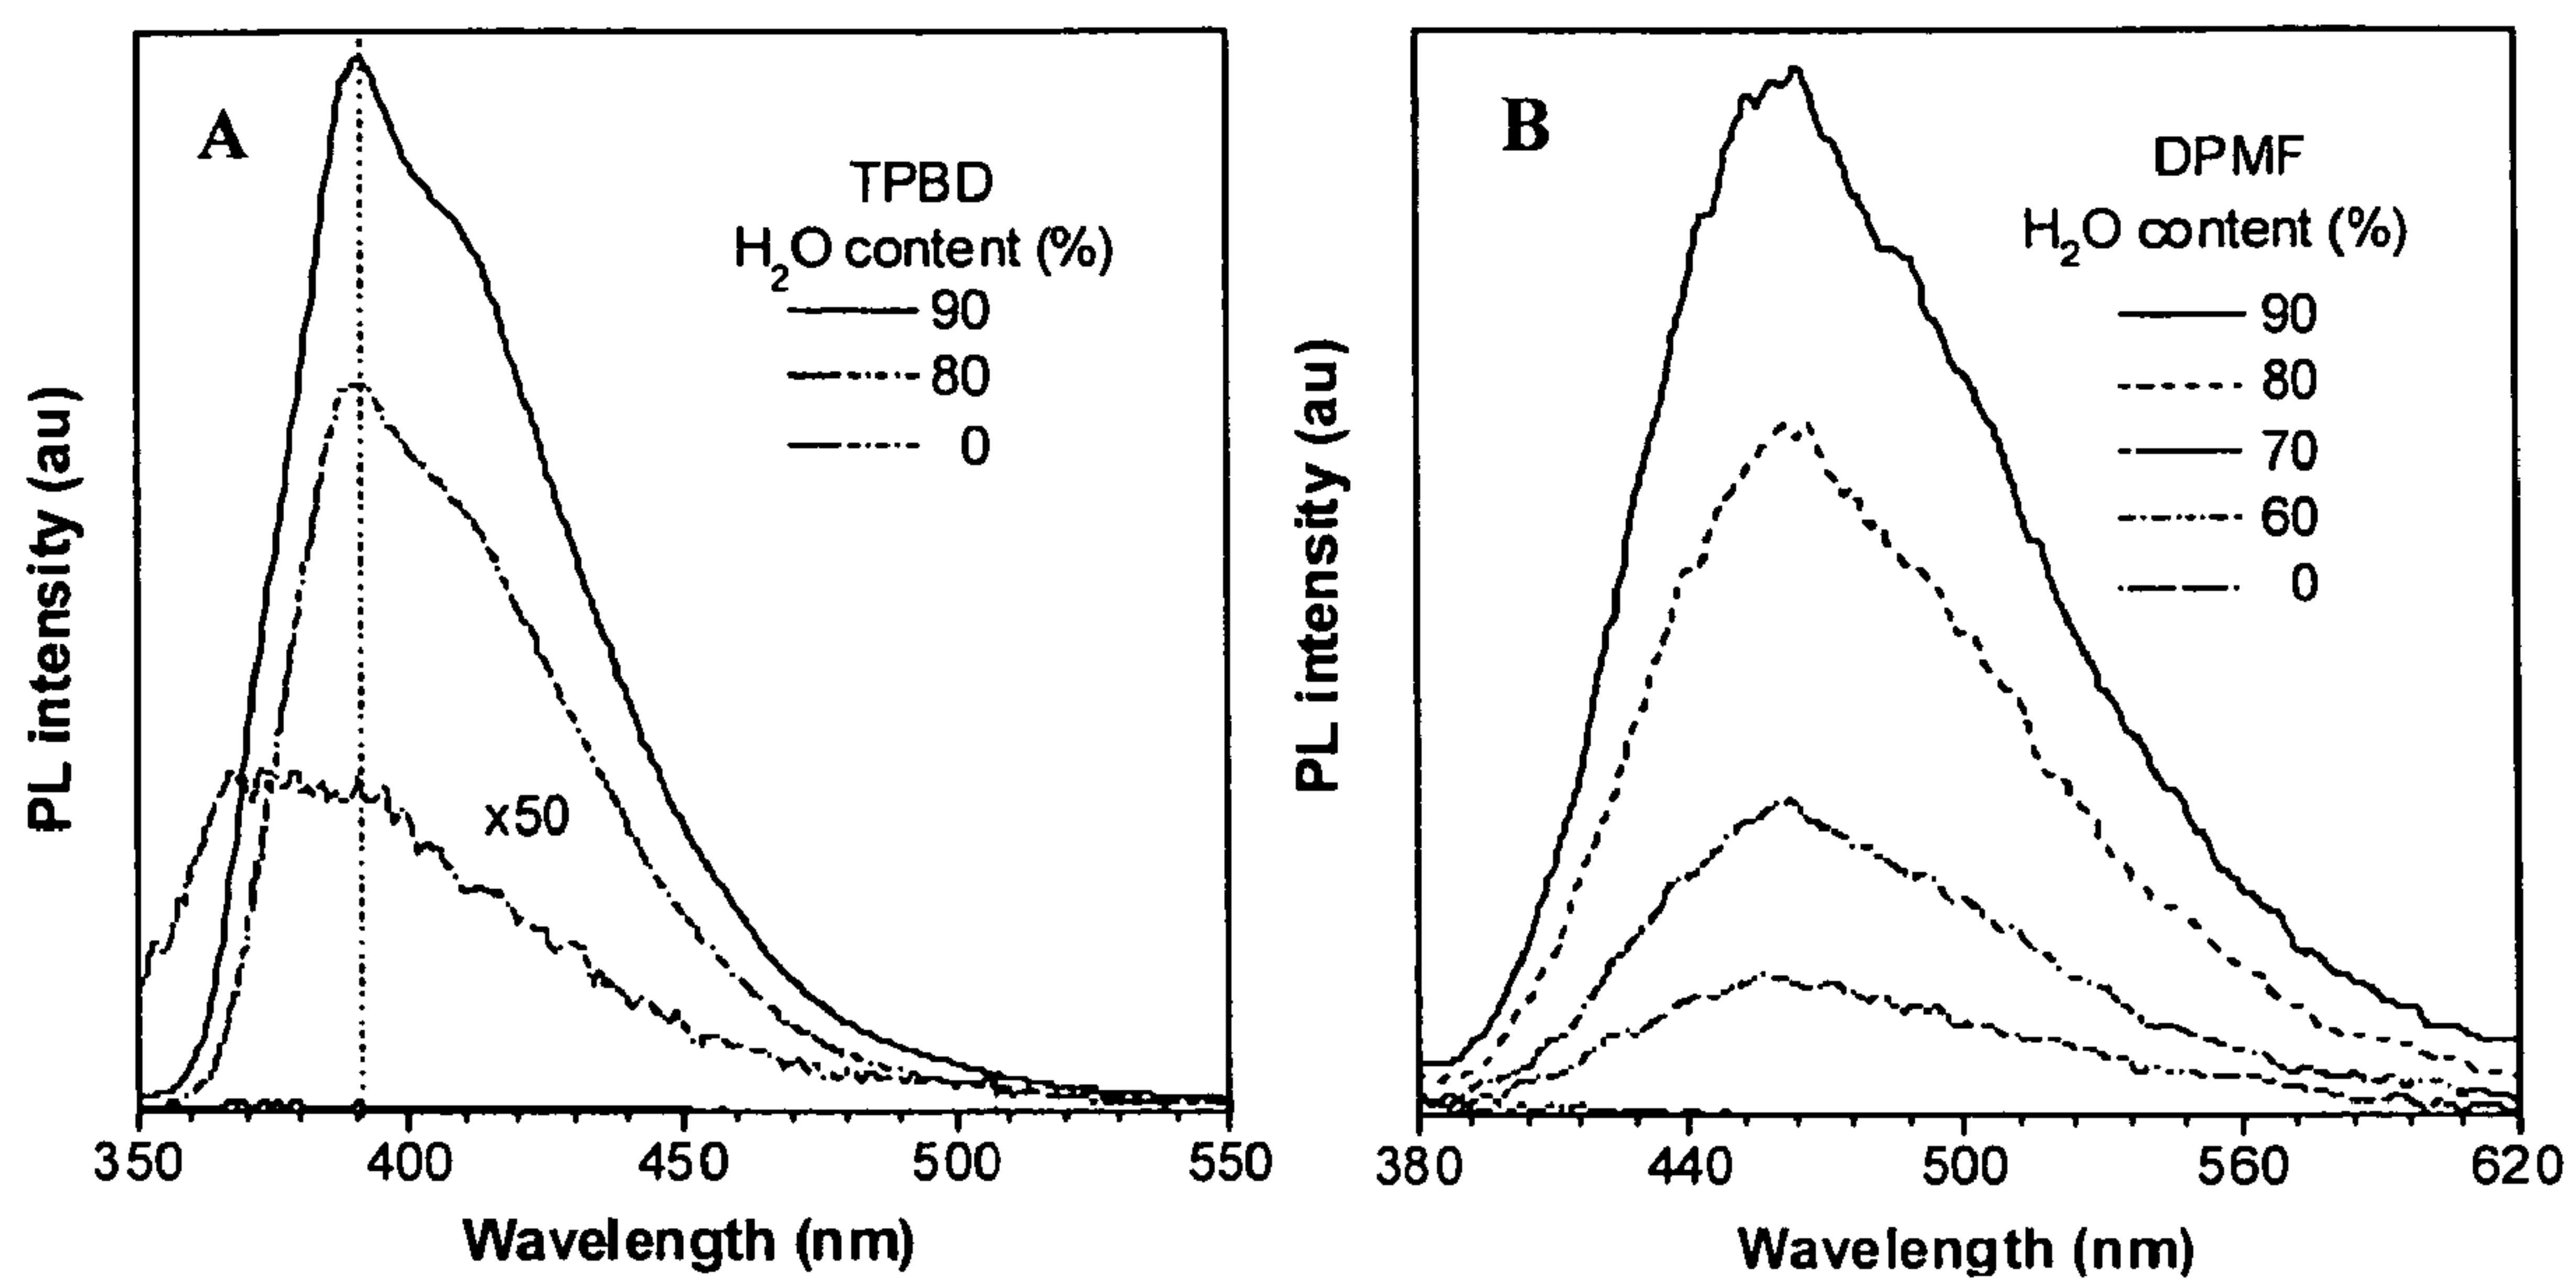 A
TPBD
H₂O content (%)
90
80
0
x50
PL intensity (au)
350
400
450
500
550
Wavelength (nm)
B
DPMF
H₂O content (%)
90
80
70
60
0
PL intensity (au)
380
440
500
560
620
Wavelength (nm)